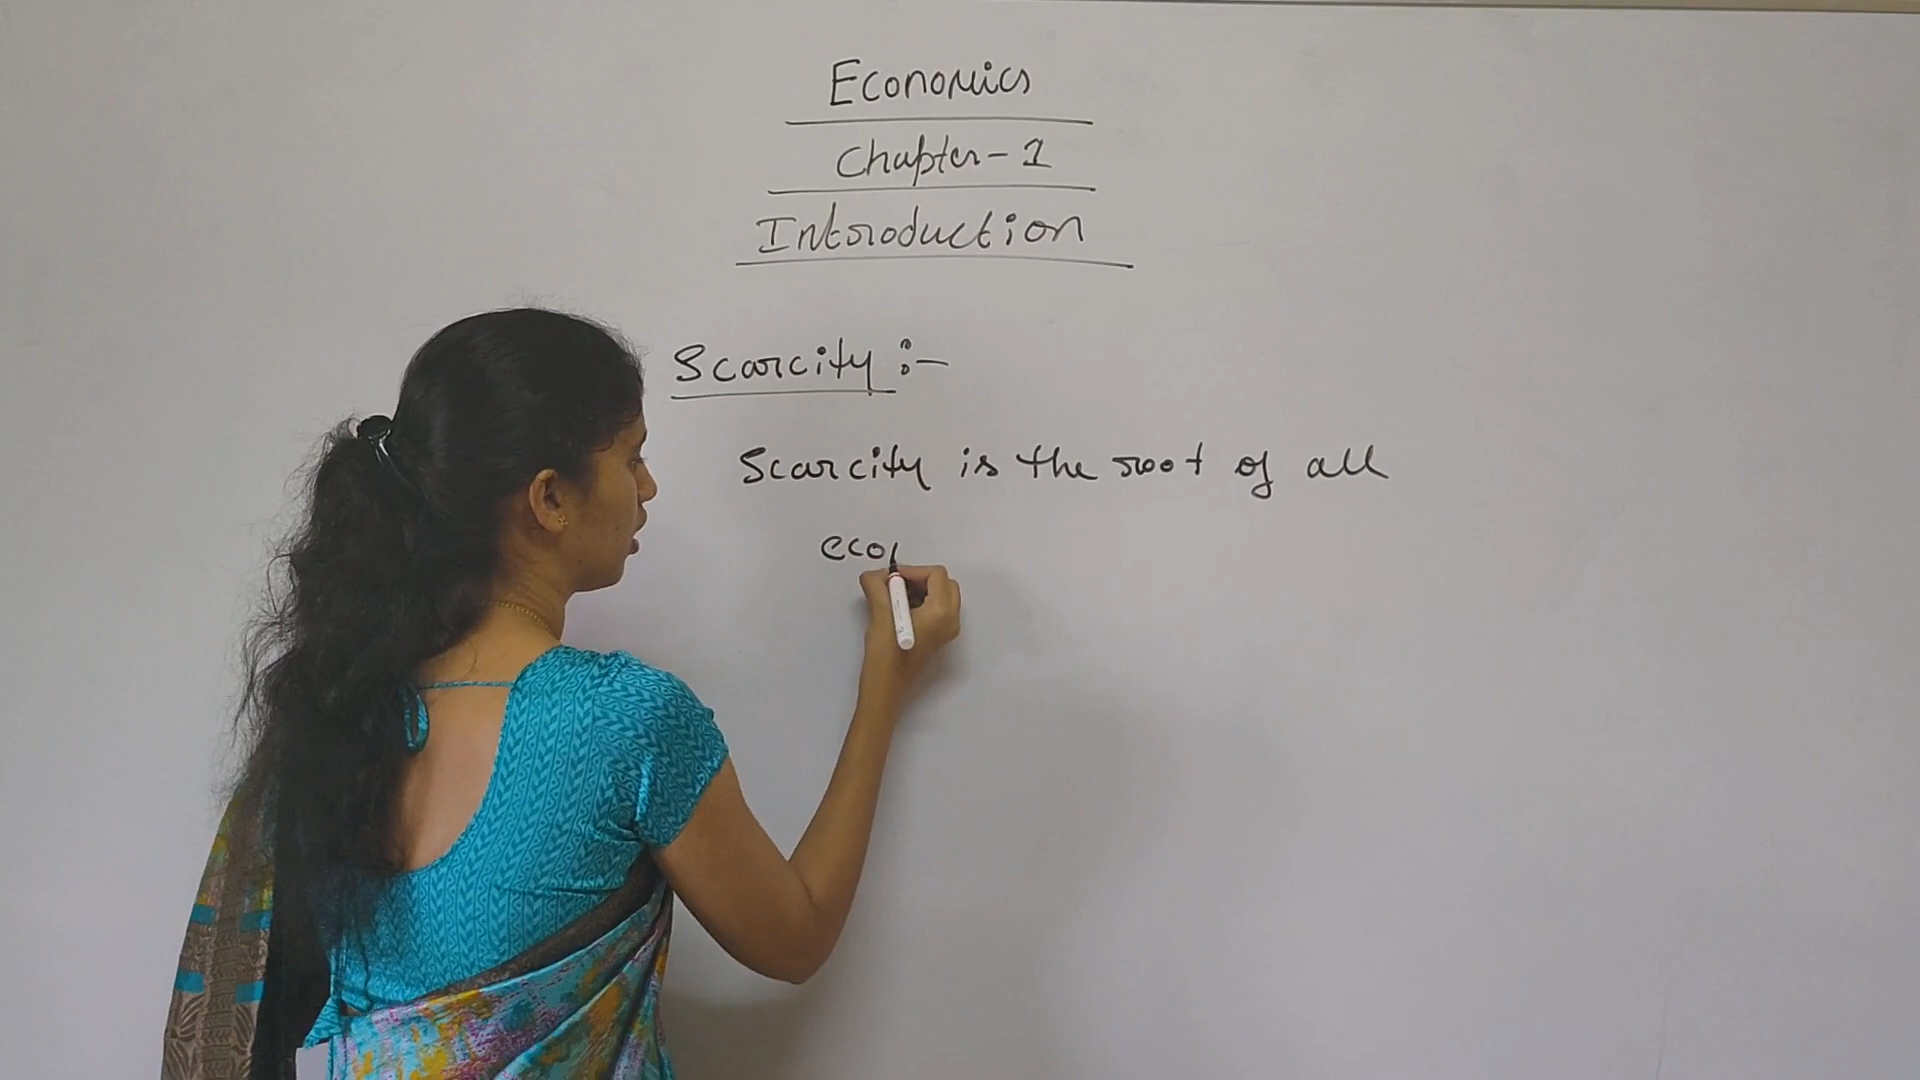 Economics
Chapter-1
Introduction
Scarcity :-
Scarcity is the root of all
eco